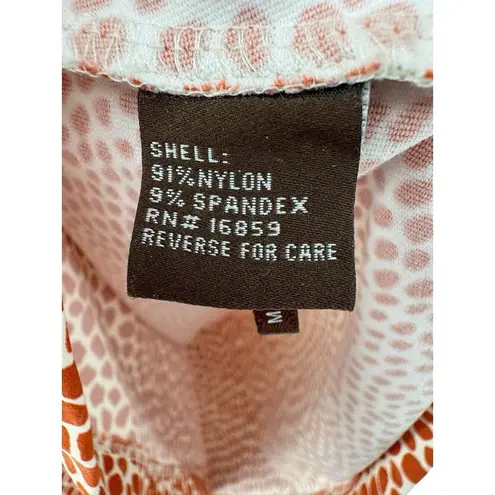 SHELL:
91%NYLON
9% SPANDEX
RN# 16859
REVERSE FOR CARE
M